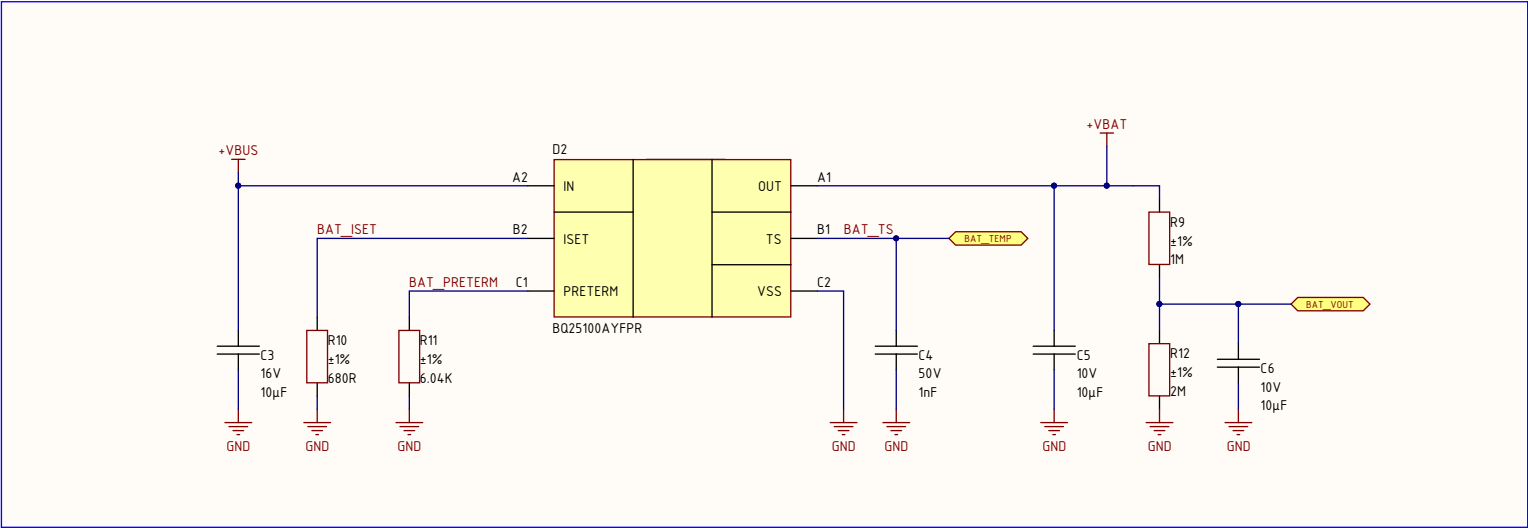 +VBAT
+VBUS
D2
A2
IN
OUT
A1
BAT_ISET
B2
ISET
TS
B1
BAT_TS
BAT_TEMP
R9
±1%
1M
BAT_PRETERM
C1
PRETERM
VSS
C2
BAT_VOUT
BQ25100AYFPR
C3
16V
10µF
R10
±1%
680R
R11
±1%
6.04K
C4
50V
1nF
C5
10V
10µF
R12
±1%
2M
C6
10V
10µF
GND
GND
GND
GND
GND
GND
GND
GND